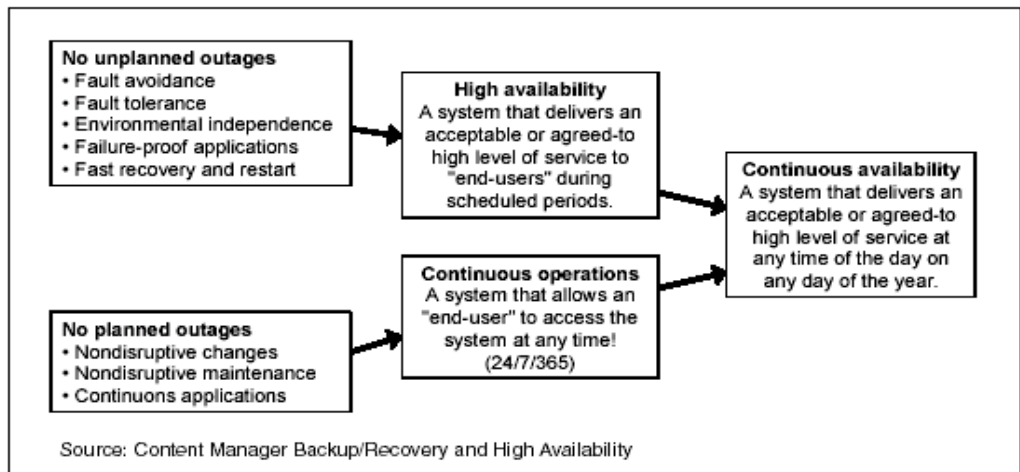 No unplanned outages
• Fault avoidance
• Fault tolerance
• Environmental independence
• Failure-proof applications
• Fast recovery and restart
High availability
A system that delivers an
acceptable or agreed-to
high level of service to
"end-users" during
scheduled periods.
No planned outages
• Nondisruptive changes
• Nondisruptive maintenance
• Continuons applications
Continuous operations
A system that allows an
"end-user" to access the
system at any time!
(24/7/365)
Continuous availability
A system that delivers an
acceptable or agreed-to
high level of service at
any time of the day on
any day of the year.
Source: Content Manager Backup/Recovery and High Availability